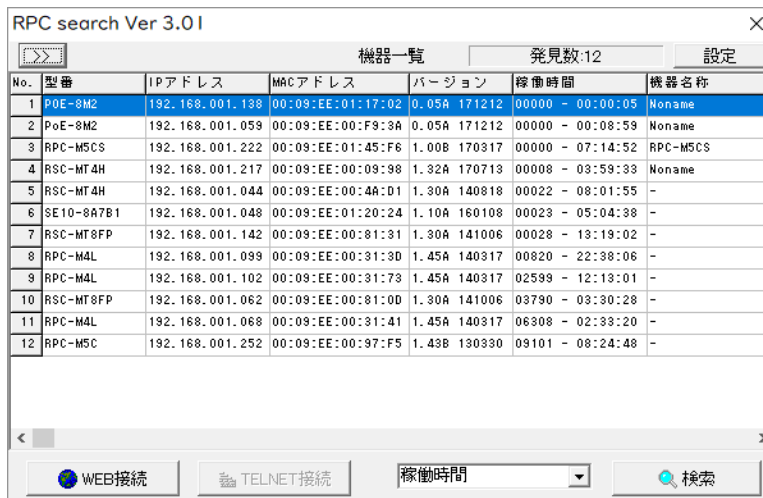 RPC search Ver 3.01
>> 機器一覧 発見数:12 設定
No. 型番 IPアドレス MACアドレス バージョン 稼働時間 機器名称
1 POE-8M2 192.168.001.138 00:09:EE:01:17:02 0.05A 171212 00000 - 00:00:05 Noname
2 PoE-8M2 192.168.001.059 00:09:EE:00:F9:3A 0.05A 171212 00000 - 00:08:59 Noname
3 RPC-M5CS 192.168.001.222 00:09:EE:01:45:F6 1.00B 170317 00000 - 07:14:52 RPC-M5CS
4 RSC-MT4H 192.168.001.217 00:09:EE:00:09:98 1.32A 170713 00008 - 03:59:33 Noname
5 RSC-MT4H 192.168.001.044 00:09:EE:00:4A:D1 1.30A 140818 00022 - 08:01:55 -
6 SE10-8A7B1 192.168.001.048 00:09:EE:01:20:24 1.10A 160108 00023 - 05:04:38 -
7 RSC-MT8FP 192.168.001.142 00:09:EE:00:81:31 1.30A 141006 00028 - 13:19:02 -
8 RPC-M4L 192.168.001.099 00:09:EE:00:31:3D 1.45A 140317 00820 - 22:38:06 -
9 RPC-M4L 192.168.001.102 00:09:EE:00:31:73 1.45A 140317 02599 - 12:13:01 -
10 RSC-MT8FP 192.168.001.062 00:09:EE:00:81:0D 1.30A 141006 03790 - 03:30:28 -
11 RPC-M4L 192.168.001.068 00:09:EE:00:31:41 1.45A 140317 06308 - 02:33:20 -
12 RPC-M5C 192.168.001.252 00:09:EE:00:97:F5 1.43B 130330 09101 - 08:24:48 -
WEB接続 TELNET接続 稼働時間 検索